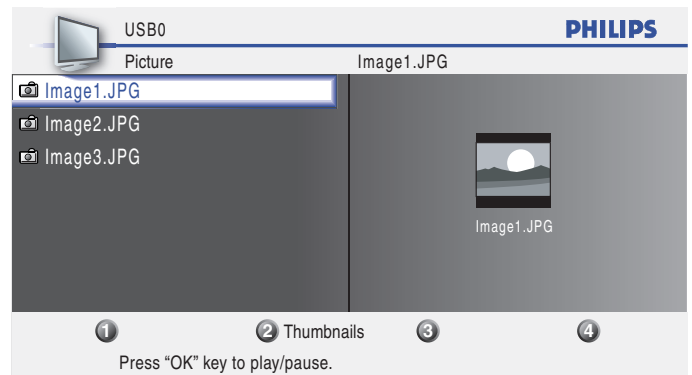 USB0
PHILIPS
Picture
Image1.JPG
Image1.JPG
Image2.JPG
Image3.JPG
Image1.JPG
1
2 Thumbnails
3
4
Press “OK” key to play/pause.